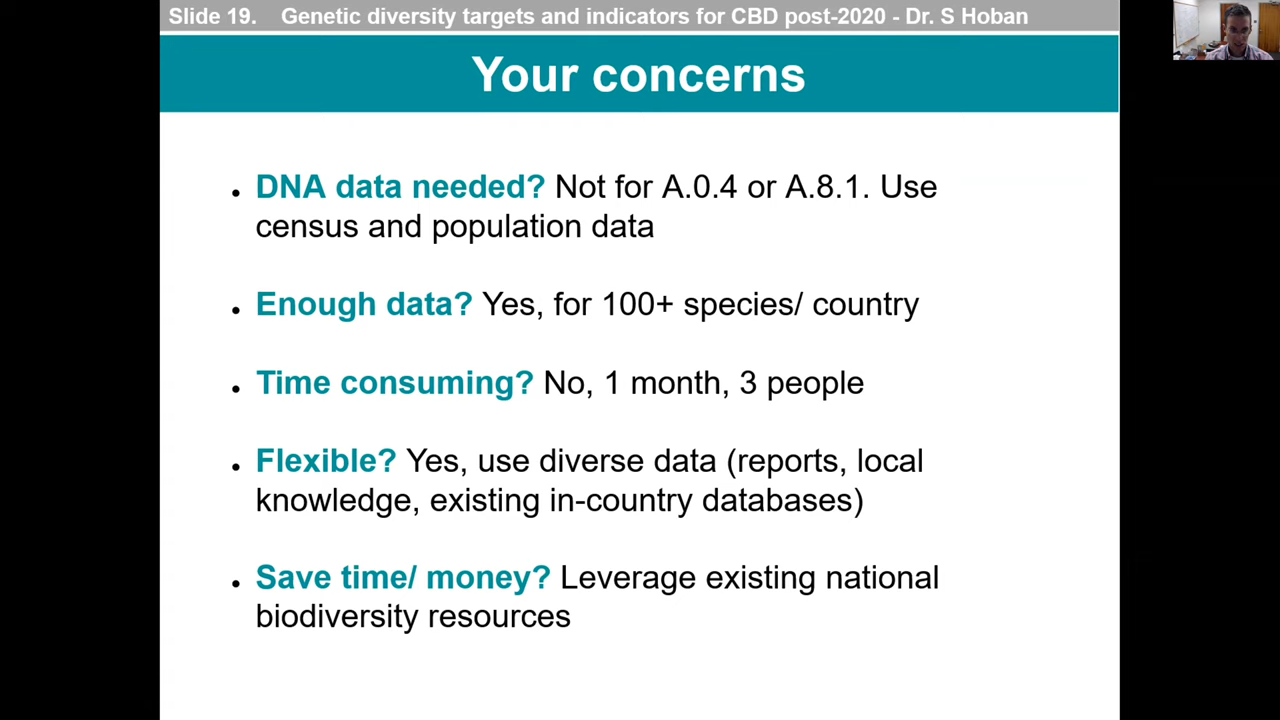 Slide 19. Genetic diversity targets and indicators for CBD post-2020 - Dr. S Hoban
Your concerns
• DNA data needed? Not for A.0.4 or A.8.1. Use
census and population data
• Enough data? Yes, for 100+ species/ country
• Time consuming? No, 1 month, 3 people
• Flexible? Yes, use diverse data (reports, local
knowledge, existing in-country databases)
• Save time/ money? Leverage existing national
biodiversity resources